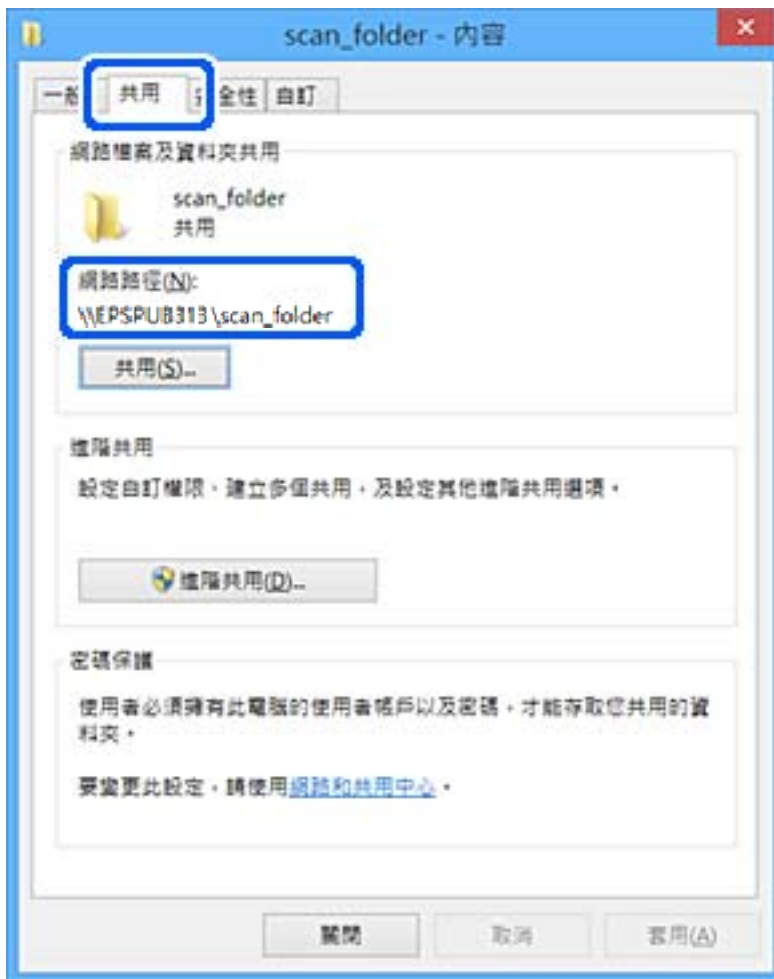 scan_folder - 內容
一般 共用 安全性 自訂
網路檔案及資料夾共用
scan_folder
共用
網路路徑(N):
\\EPSPUB313\scan_folder
共用(S)...
進階共用
設定自訂權限、建立多個共用，及設定其他進階共用選項。
進階共用(D)...
密碼保護
使用者必須擁有此電腦的使用者帳戶以及密碼，才能存取您共用的資
料夾。
要變更此設定，請使用網路和共用中心。
關閉 取消 套用(A)